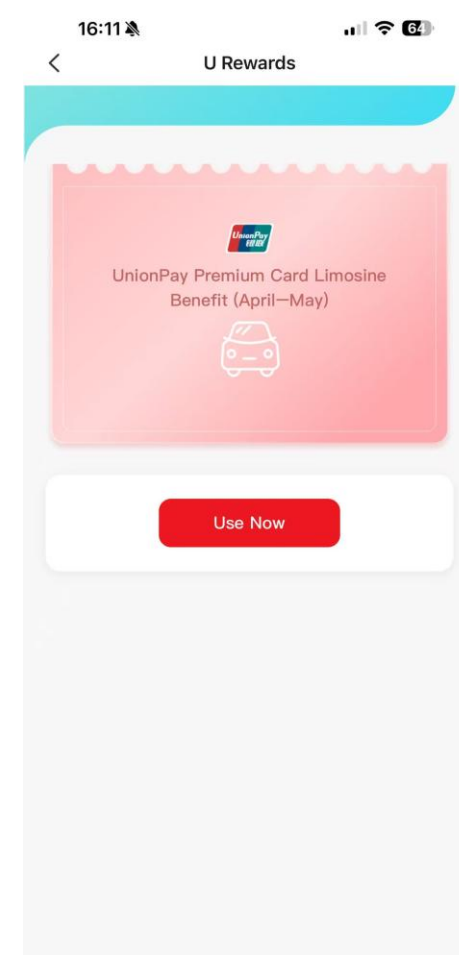 16:11
64
U Rewards
UnionPay
银联
UnionPay Premium Card Limosine
Benefit (April—May)
Use Now